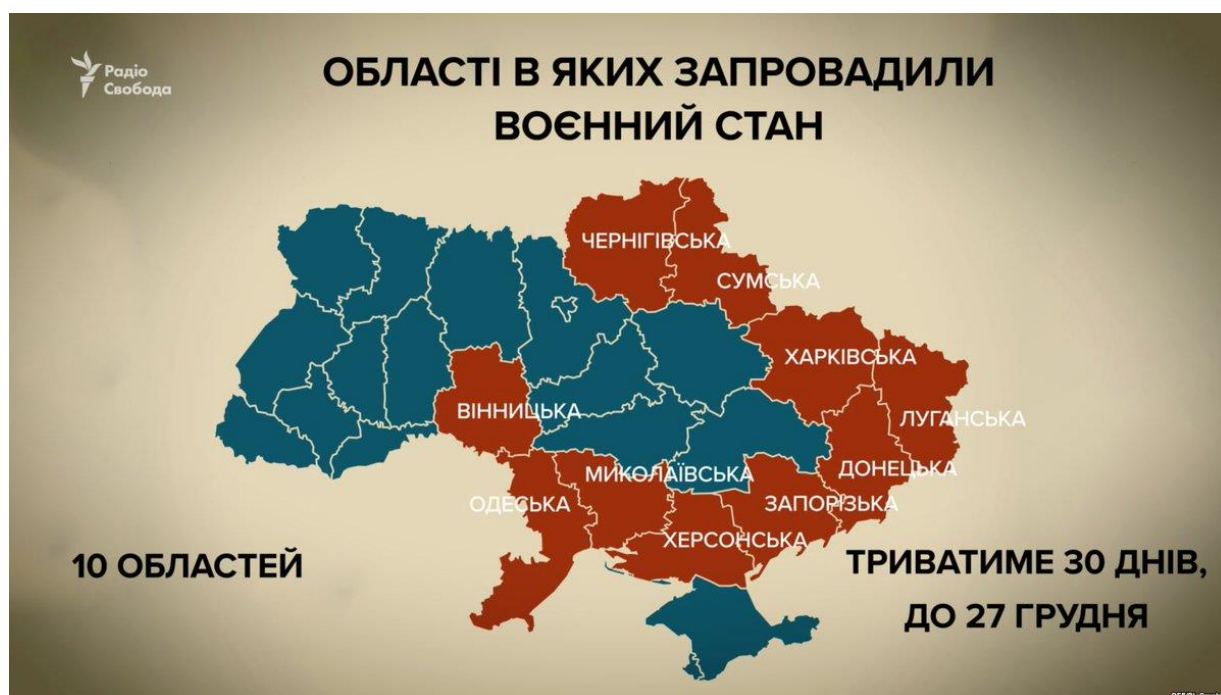 Радіо
Свобода
ОБЛАСТІ В ЯКИХ ЗАПРОВАДИЛИ
ВОЄННИЙ СТАН
ЧЕРНІГІВСЬКА
СУМСЬКА
ХАРКІВСЬКА
ВІННИЦЬКА
ЛУГАНСЬКА
ДОНЕЦЬКА
МИКОЛАЇВСЬКА
ОДЕСЬКА
ЗАПОРІЗЬКА
ХЕРСОНСЬКА
10 ОБЛАСТЕЙ
ТРИВАТИМЕ 30 ДНІВ,
ДО 27 ГРУДНЯ